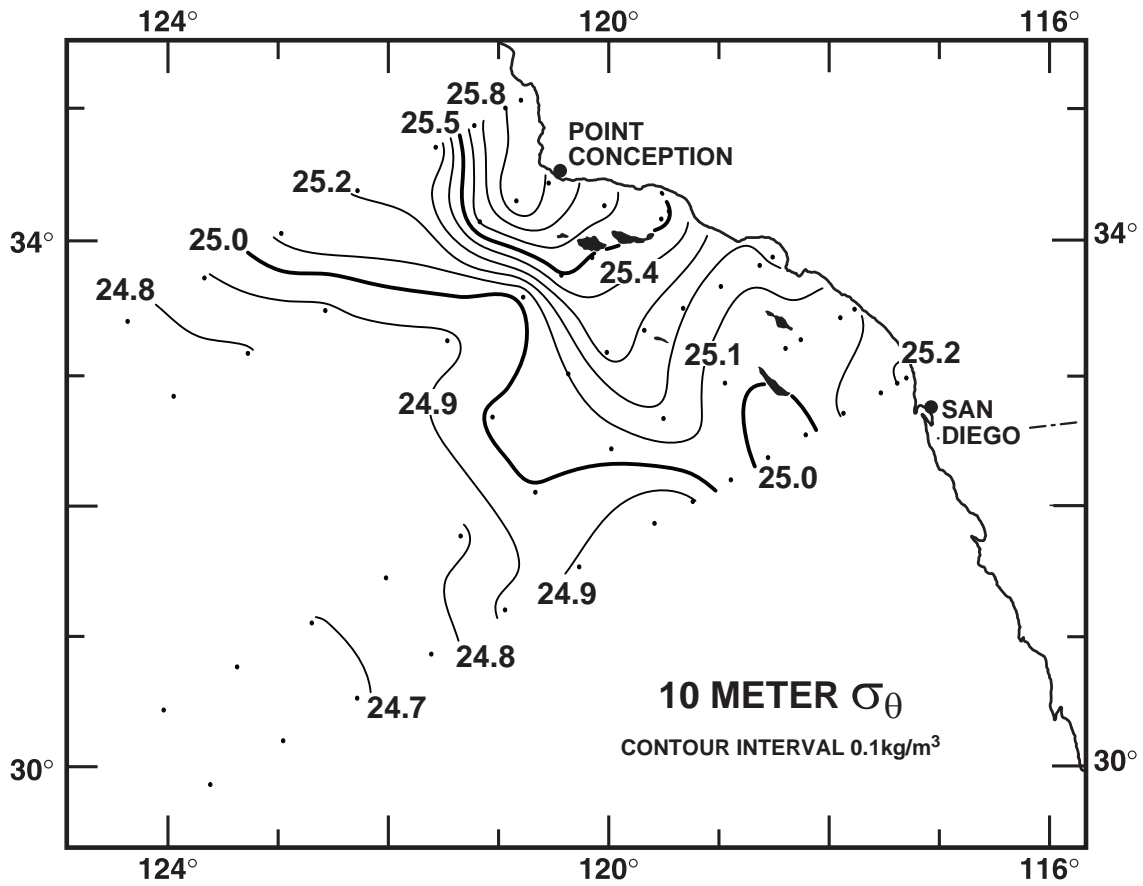 124° 120° 116°
25.8
25.5
POINT
CONCEPTION
25.2
34° 25.0 34°
25.4
24.8
25.1 25.2
24.9
SAN
DIEGO
25.0
24.9
24.8
10 METER σθ
24.7
CONTOUR INTERVAL 0.1kg/m³
30° 30°
124° 120° 116°